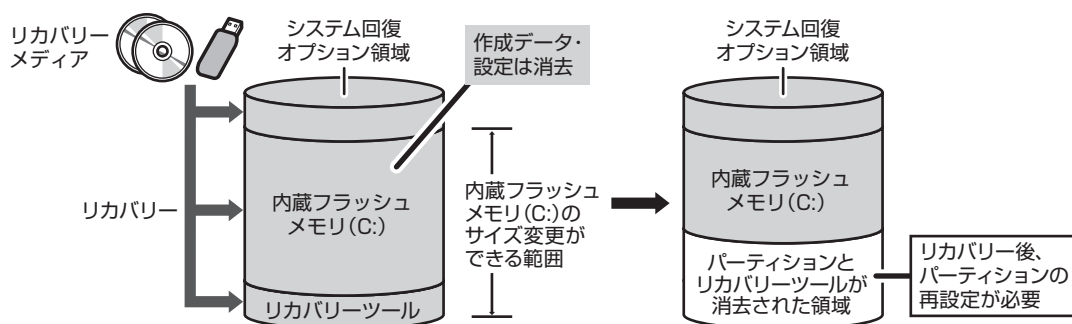 リカバリー
メディア
システム回復
オプション領域
作成データ・
設定は消去
リカバリー
内蔵フラッシュ
メモリ(C:)
リカバリーツール
内蔵フラッシュ
メモリ(C:)の
サイズ変更が
できる範囲
システム回復
オプション領域
内蔵フラッシュ
メモリ(C:)
パーティションと
リカバリーツールが
消去された領域
リカバリー後、
パーティションの
再設定が必要